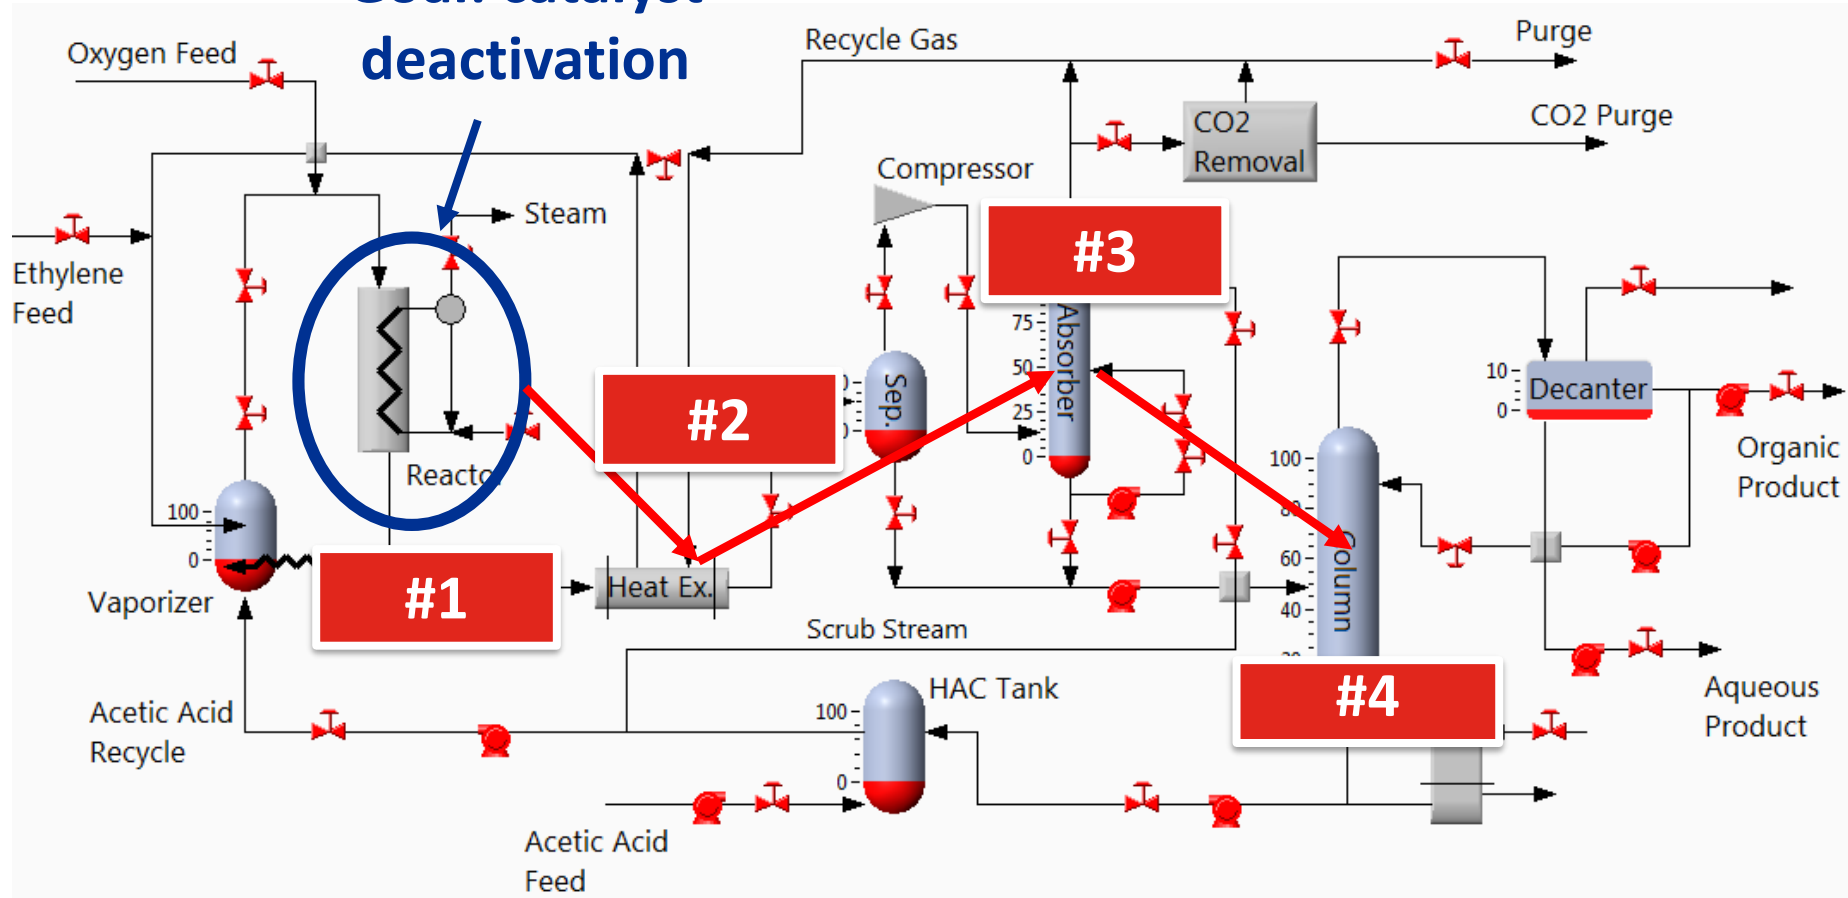 deactivation
Oxygen Feed
Recycle Gas
Purge
CO2 Purge
CO2
Removal
Compressor
Steam
Ethylene
Feed
#3
75
50
25
0
Absorber
Sep.
#2
10
0
Decanter
Organic
Product
Reactor
100
0
Vaporizer
#1
Heat Ex.
100
80
60
40
Column
Scrub Stream
#4
HAC Tank
100
0
Aqueous
Product
Acetic Acid
Recycle
Acetic Acid
Feed